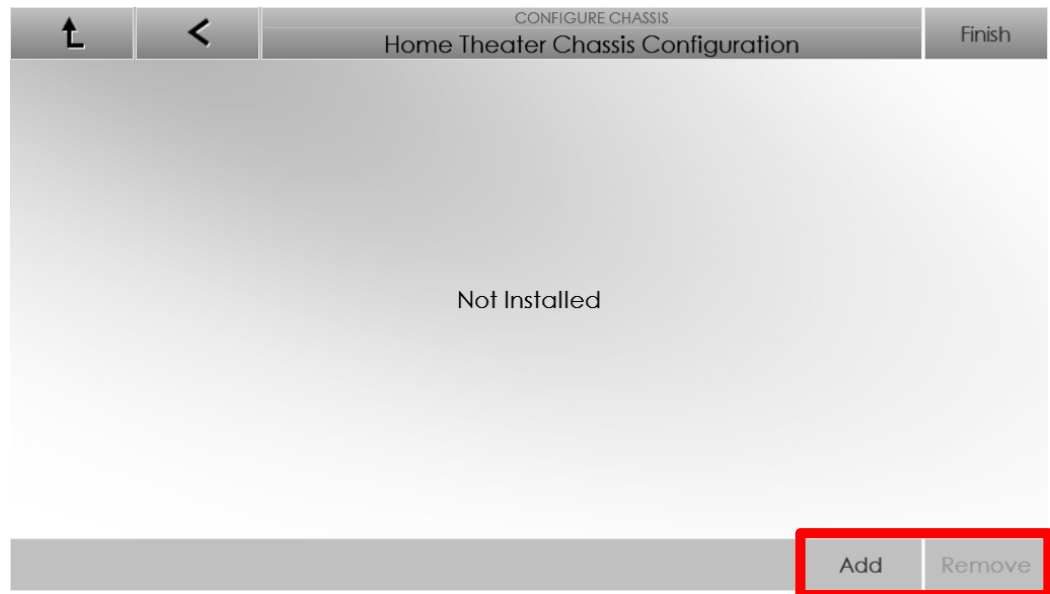 CONFIGURE CHASSIS
Home Theater Chassis Configuration
Finish
Not Installed
Add Remove